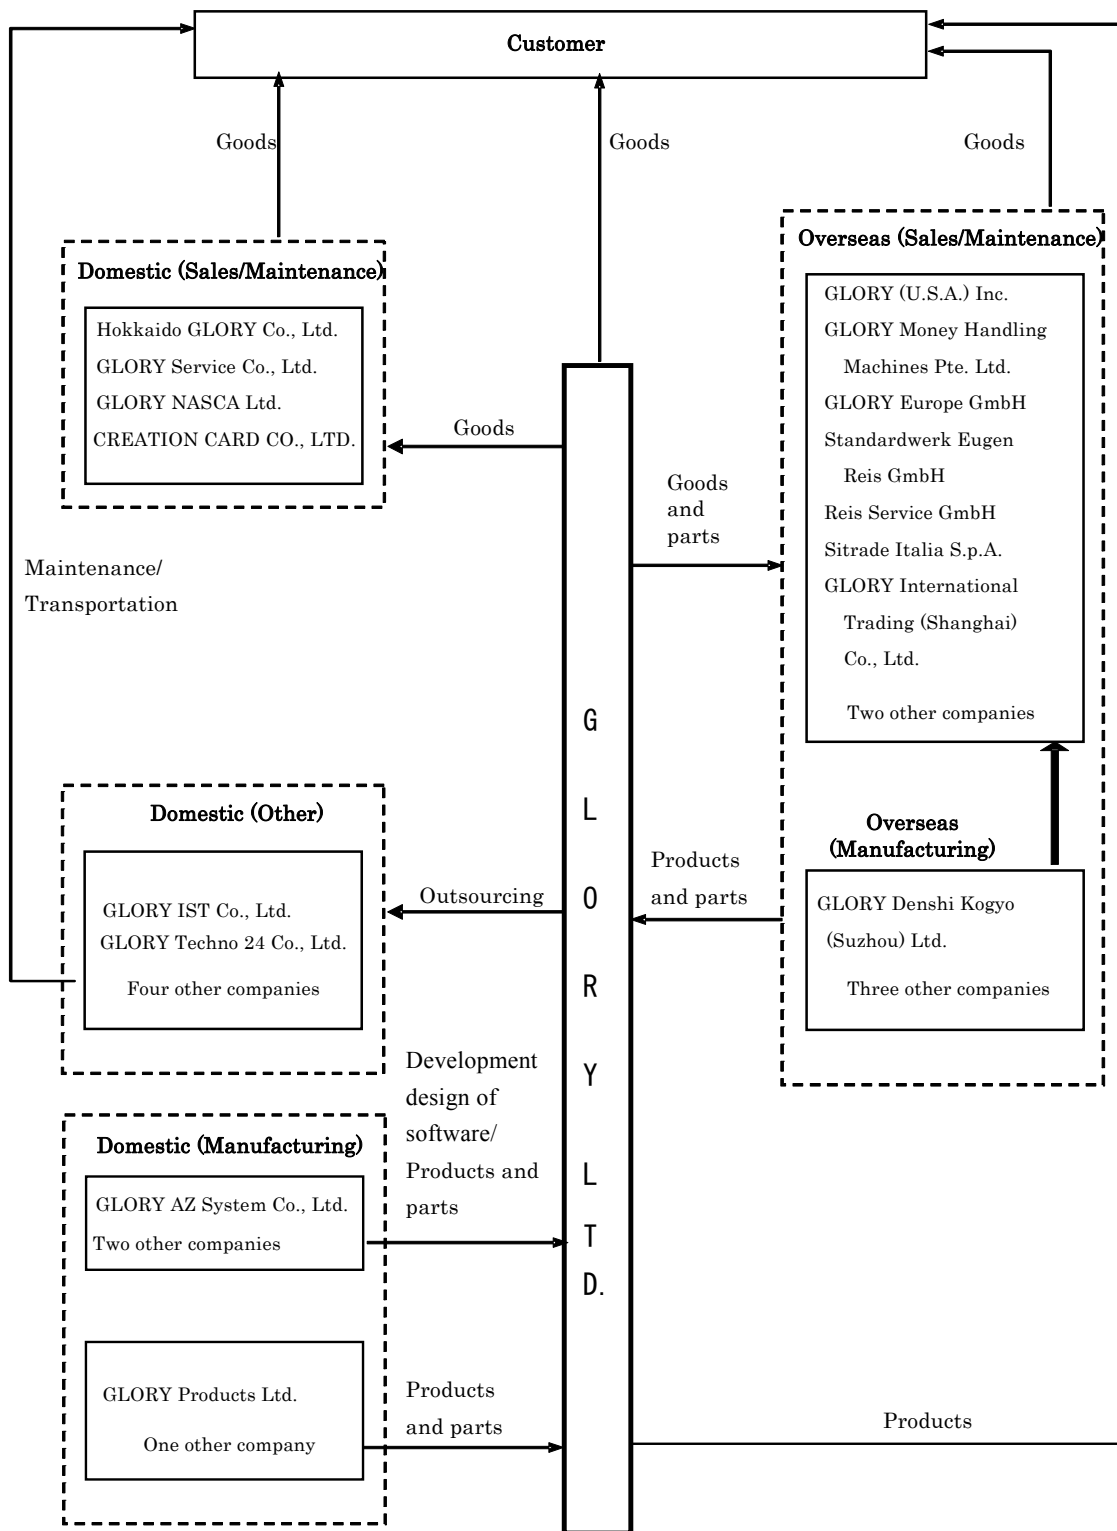 Customer
Goods
Goods
Goods
Domestic (Sales/Maintenance)
Hokkaido GLORY Co., Ltd.
GLORY Service Co., Ltd.
GLORY NASCA Ltd.
CREATION CARD CO., LTD.
Goods
Overseas (Sales/Maintenance)
GLORY (U.S.A.) Inc.
GLORY Money Handling
Machines Pte. Ltd.
GLORY Europe GmbH
Standardwerk Eugen
Reis GmbH
Reis Service GmbH
Sitrade Italia S.p.A.
GLORY International
Trading (Shanghai)
Co., Ltd.
Two other companies
Goods
and
parts
Maintenance/
Transportation
GLORY LTD.
Domestic (Other)
GLORY IST Co., Ltd.
GLORY Techno 24 Co., Ltd.
Four other companies
Outsourcing
Products
and parts
Overseas
(Manufacturing)
GLORY Denshi Kogyo
(Suzhou) Ltd.
Three other companies
Domestic (Manufacturing)
GLORY AZ System Co., Ltd.
Two other companies
Development
design of
software/
Products and
parts
GLORY Products Ltd.
One other company
Products
and parts
Products